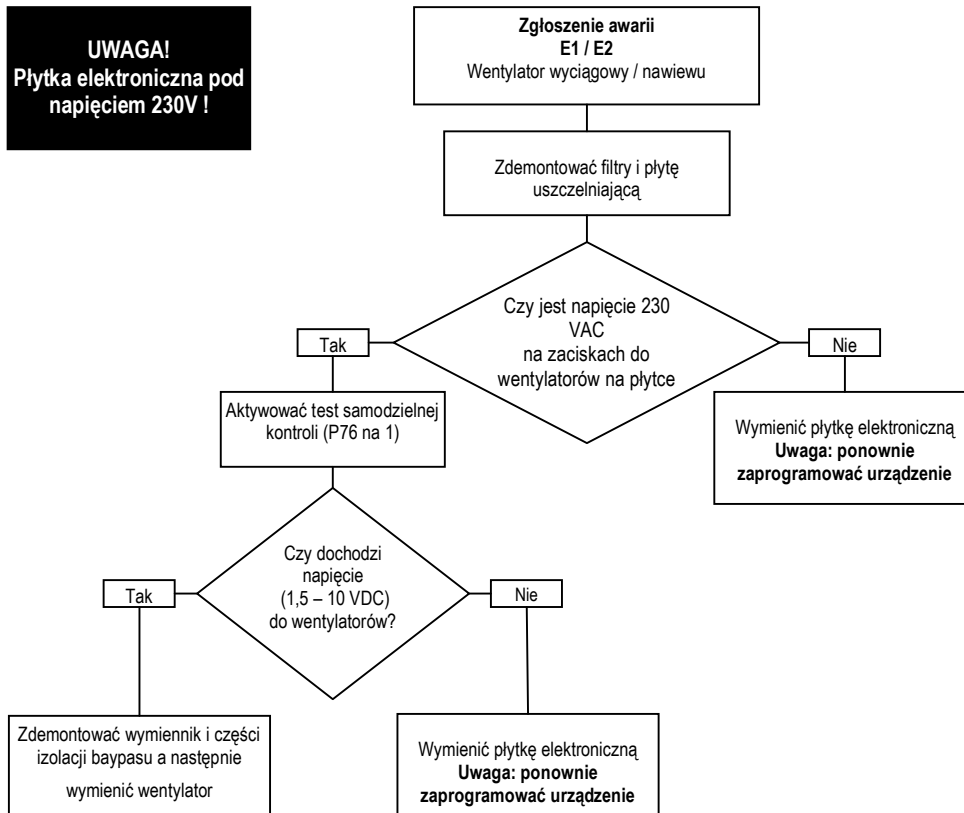 UWAGA!
Płytka elektroniczna pod
napięciem 230V !
Zgłoszenie awarii
E1 / E2
Wentylator wyciągowy / nawiewu
Zdemontować filtry i płytę
uszczelniającą
Czy jest napięcie 230
VAC
na zaciskach do
wentylatorów na płytce
Tak
Nie
Aktywować test samodzielnej
kontroli (P76 na 1)
Wymienić płytkę elektroniczną
Uwaga: ponownie
zaprogramować urządzenie
Czy dochodzi
napięcie
(1,5 – 10 VDC)
do wentylatorów?
Tak
Nie
Zdemontować wymiennik i części
izolacji baypasu a następnie
wymienić wentylator
Wymienić płytkę elektroniczną
Uwaga: ponownie
zaprogramować urządzenie